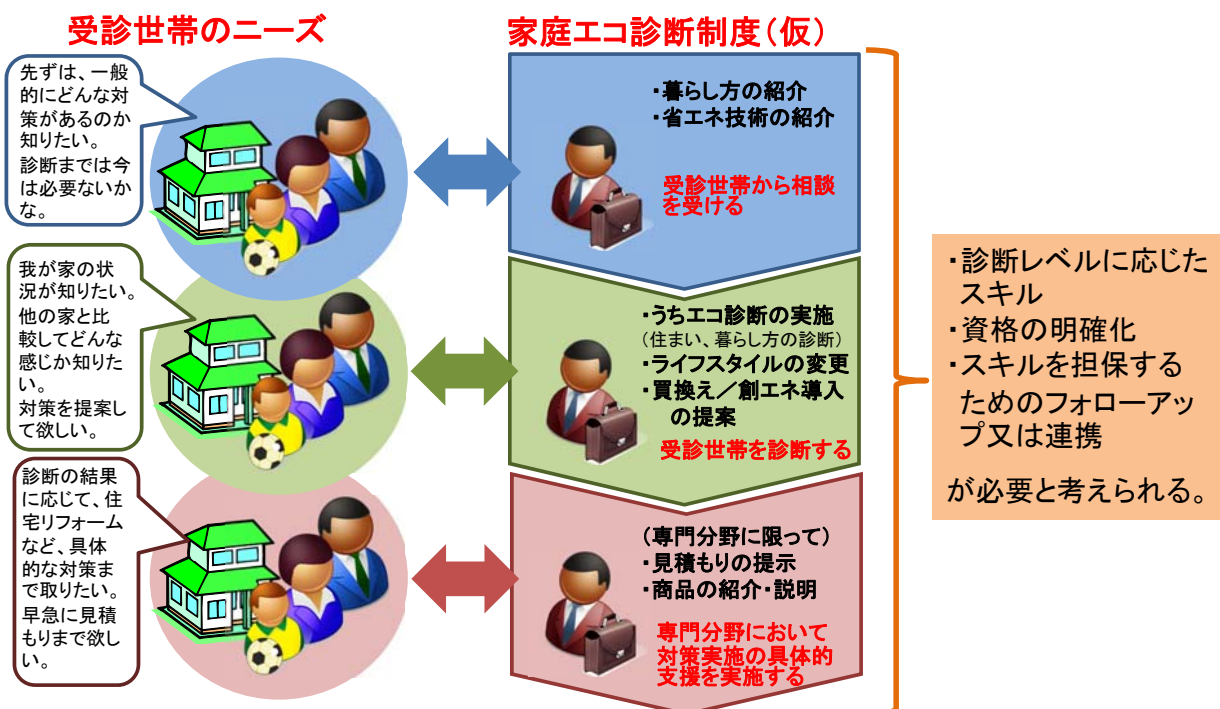 受診世帯のニーズ
家庭エコ診断制度(仮)
先ずは、一般
的にどんな対
策があるのか
知りたい。
診断までは今
は必要ないか
な。
・暮らし方の紹介
・省エネ技術の紹介
受診世帯から相談
を受ける
我が家の状
況が知りたい。
他の家と比
較してどんな
感じか知りた
い。
対策を提案し
て欲しい。
・うちエコ診断の実施
(住まい、暮らし方の診断)
・ライフスタイルの変更
・買換え/創エネ導入
の提案
受診世帯を診断する
診断の結果
に応じて、住
宅リフォーム
など、具体
的な対策ま
で取りたい。
早急に見積
もりまで欲し
い。
(専門分野に限って)
・見積もりの提示
・商品の紹介・説明
専門分野において
対策実施の具体的
支援を実施する
・診断レベルに応じた
スキル
・資格の明確化
・スキルを担保する
ためのフォローアッ
プ又は連携
が必要と考えられる。